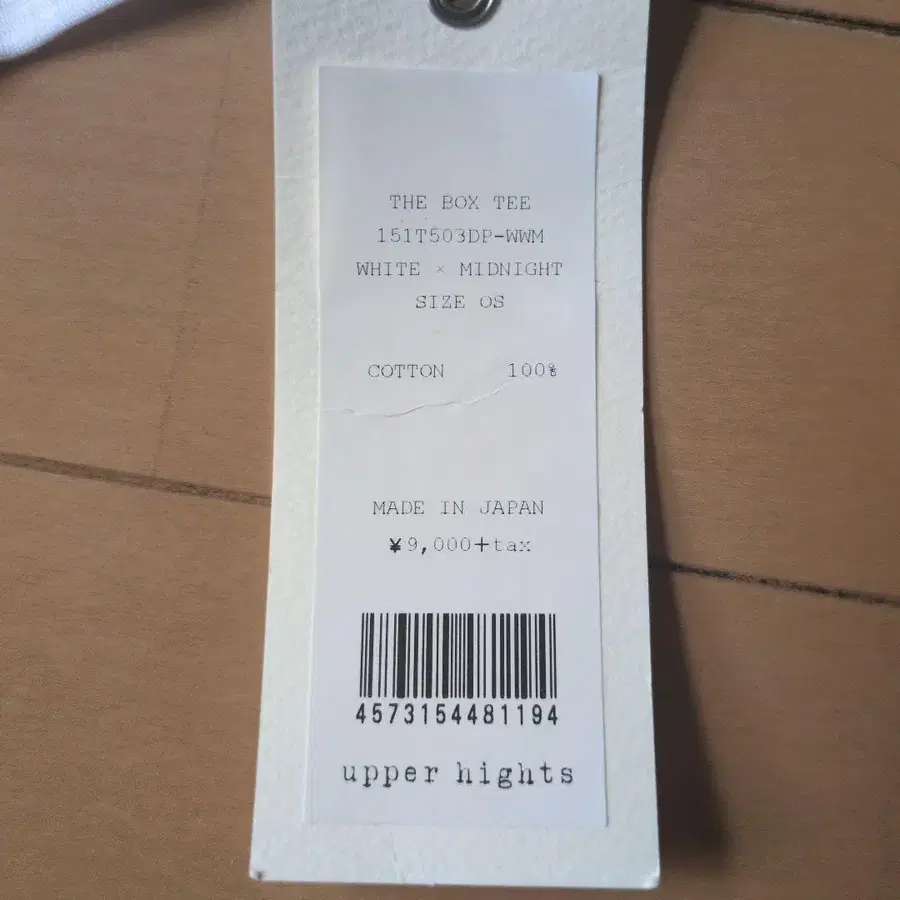 THE BOX TEE
151T503DP-WWM
WHITE × MIDNIGHT
SIZE OS
COTTON 100%
MADE IN JAPAN
¥9,000+tax
4573154481194
upper hights